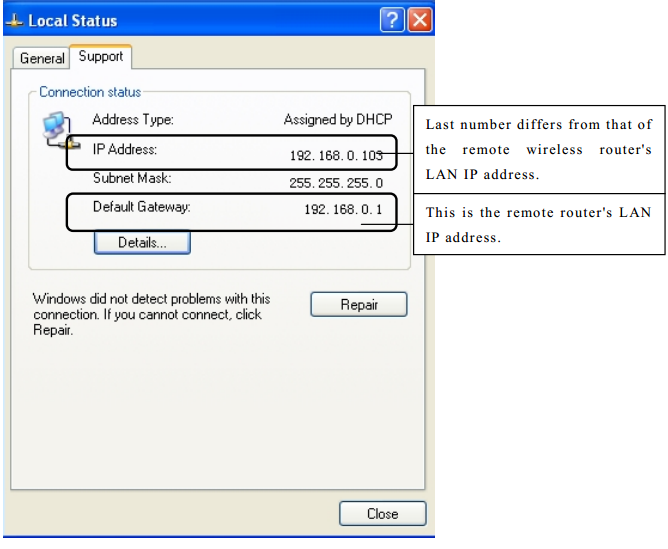 Local Status
General
Support
Connection status
Address Type:
Assigned by DHCP
IP Address:
192.168.0.103
Subnet Mask:
255.255.255.0
Default Gateway:
192.168.0.1
Details...
Last number differs from that of
the remote wireless router's
LAN IP address.
This is the remote router's LAN
IP address.
Windows did not detect problems with this
connection. If you cannot connect, click
Repair.
Repair
Close